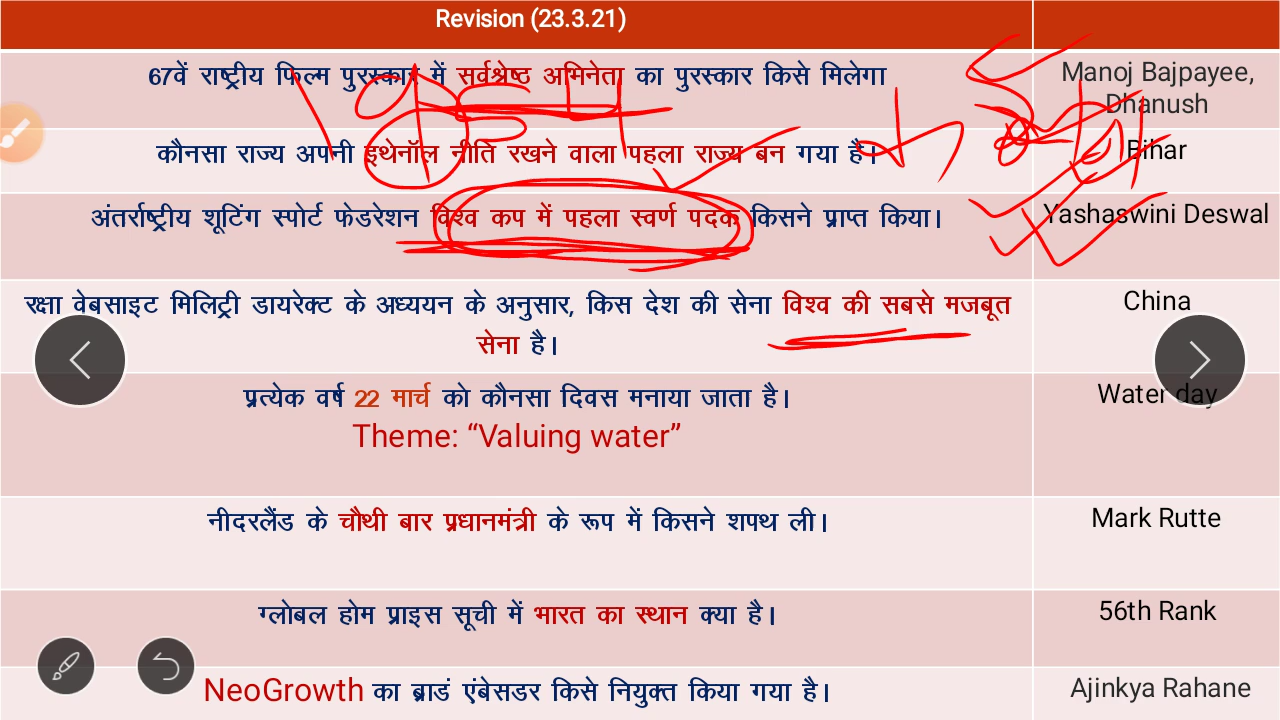 Revision (23.3.21)
67वें राष्ट्रीय फिल्म पुरस्कार में सर्वश्रेष्ठ अभिनेता का पुरस्कार किसे मिलेगा
Manoj Bajpayee,
Dhanush
कौनसा राज्य अपनी इथेनॉल नीति रखने वाला पहला राज्य बन गया है।
Bihar
अंतर्राष्ट्रीय शूटिंग स्पोर्ट फेडरेशन विश्व कप में पहला स्वर्ण पदक किसने प्राप्त किया।
Yashaswini Deswal
रक्षा वेबसाइट मिलिट्री डायरेक्ट के अध्ययन के अनुसार, किस देश की सेना विश्व की सबसे मजबूत
सेना है।
China
प्रत्येक वर्ष 22 मार्च को कौनसा दिवस मनाया जाता है।
Theme: “Valuing water”
Water day
नीदरलैंड के चौथी बार प्रधानमंत्री के रूप में किसने शपथ ली।
Mark Rutte
ग्लोबल होम प्राइस सूची में भारत का स्थान क्या है।
56th Rank
NeoGrowth का ब्राडं एंबेसडर किसे नियुक्त किया गया है।
Ajinkya Rahane